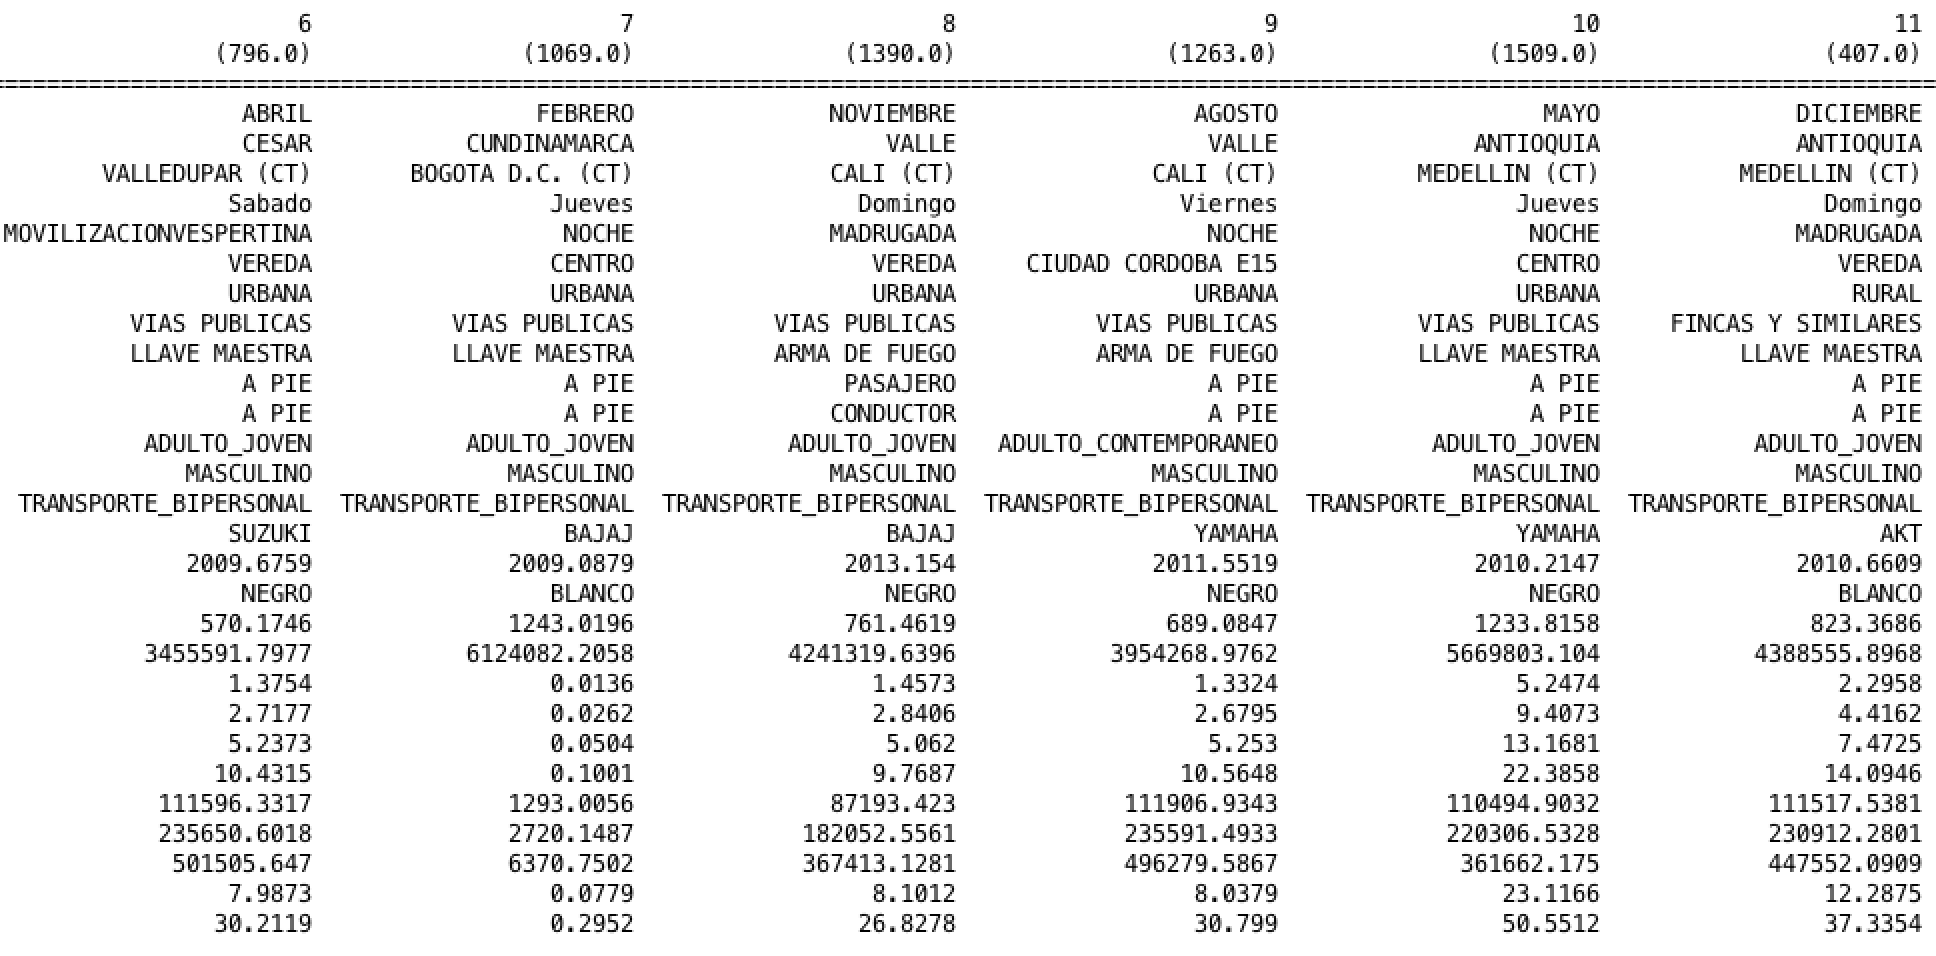 6 7 8 9 10 11
(796.0) (1069.0) (1390.0) (1263.0) (1509.0) (407.0)
ABRIL FEBRERO NOVIEMBRE AGOSTO MAYO DICIEMBRE
CESAR CUNDINAMARCA VALLE VALLE ANTIOQUIA ANTIOQUIA
VALLEDUPAR (CT) BOGOTA D.C. (CT) CALI (CT) CALI (CT) MEDELLIN (CT) MEDELLIN (CT)
Sabado Jueves Domingo Viernes Jueves Domingo
MOVILIZACIONVESPERTINA NOCHE MADRUGADA NOCHE NOCHE MADRUGADA
VEREDA CENTRO VEREDA CIUDAD CORDOBA E15 CENTRO VEREDA
URBANA URBANA URBANA URBANA URBANA RURAL
VIAS PUBLICAS VIAS PUBLICAS VIAS PUBLICAS VIAS PUBLICAS VIAS PUBLICAS FINCAS Y SIMILARES
LLAVE MAESTRA LLAVE MAESTRA ARMA DE FUEGO ARMA DE FUEGO LLAVE MAESTRA LLAVE MAESTRA
A PIE A PIE PASAJERO A PIE A PIE A PIE
A PIE A PIE CONDUCTOR A PIE A PIE A PIE
ADULTO_JOVEN ADULTO_JOVEN ADULTO_JOVEN ADULTO_CONTEMPORANEO ADULTO_JOVEN ADULTO_JOVEN
MASCULINO MASCULINO MASCULINO MASCULINO MASCULINO MASCULINO
TRANSPORTE_BIPERSONAL TRANSPORTE_BIPERSONAL TRANSPORTE_BIPERSONAL TRANSPORTE_BIPERSONAL TRANSPORTE_BIPERSONAL TRANSPORTE_BIPERSONAL
SUZUKI BAJAJ BAJAJ YAMAHA YAMAHA AKT
2009.6759 2009.0879 2013.154 2011.5519 2010.2147 2010.6609
NEGRO BLANCO NEGRO NEGRO NEGRO BLANCO
570.1746 1243.0196 761.4619 689.0847 1233.8158 823.3686
3455591.7977 6124082.2058 4241319.6396 3954268.9762 5669803.104 4388555.8968
1.3754 0.0136 1.4573 1.3324 5.2474 2.2958
2.7177 0.0262 2.8406 2.6795 9.4073 4.4162
5.2373 0.0504 5.062 5.253 13.1681 7.4725
10.4315 0.1001 9.7687 10.5648 22.3858 14.0946
111596.3317 1293.0056 87193.423 111906.9343 110494.9032 111517.5381
235650.6018 2720.1487 182052.5561 235591.4933 220306.5328 230912.2801
501505.647 6370.7502 367413.1281 496279.5867 361662.175 447552.0909
7.9873 0.0779 8.1012 8.0379 23.1166 12.2875
30.2119 0.2952 26.8278 30.799 50.5512 37.3354